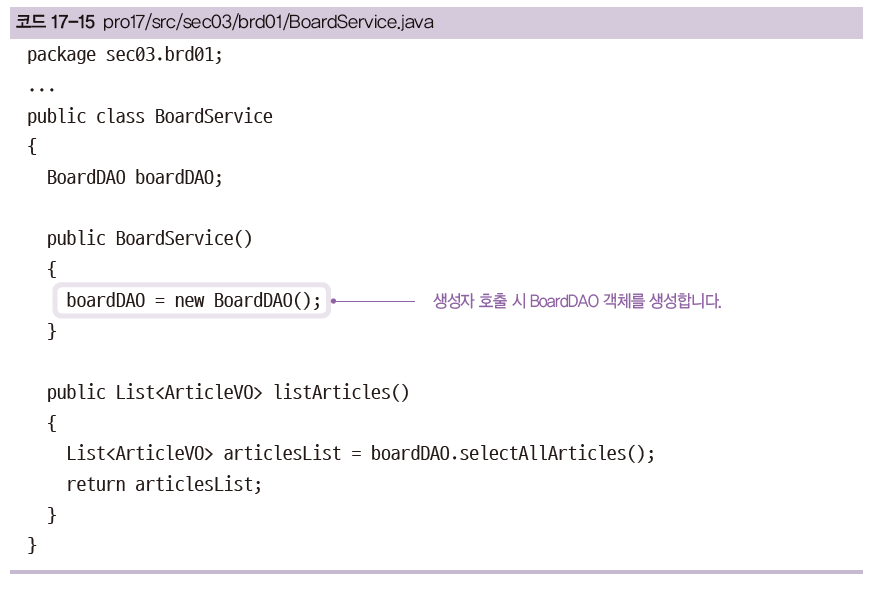 코드 17-15 pro17/src/sec03/brd01/BoardService.java
package sec03.brd01;
...
public class BoardService
{
  BoardDAO boardDAO;

  public BoardService()
  {
    boardDAO = new BoardDAO(); 생성자 호출 시 BoardDAO 객체를 생성합니다.
  }

  public List<ArticleVO> listArticles()
  {
    List<ArticleVO> articlesList = boardDAO.selectAllArticles();
    return articlesList;
  }
}